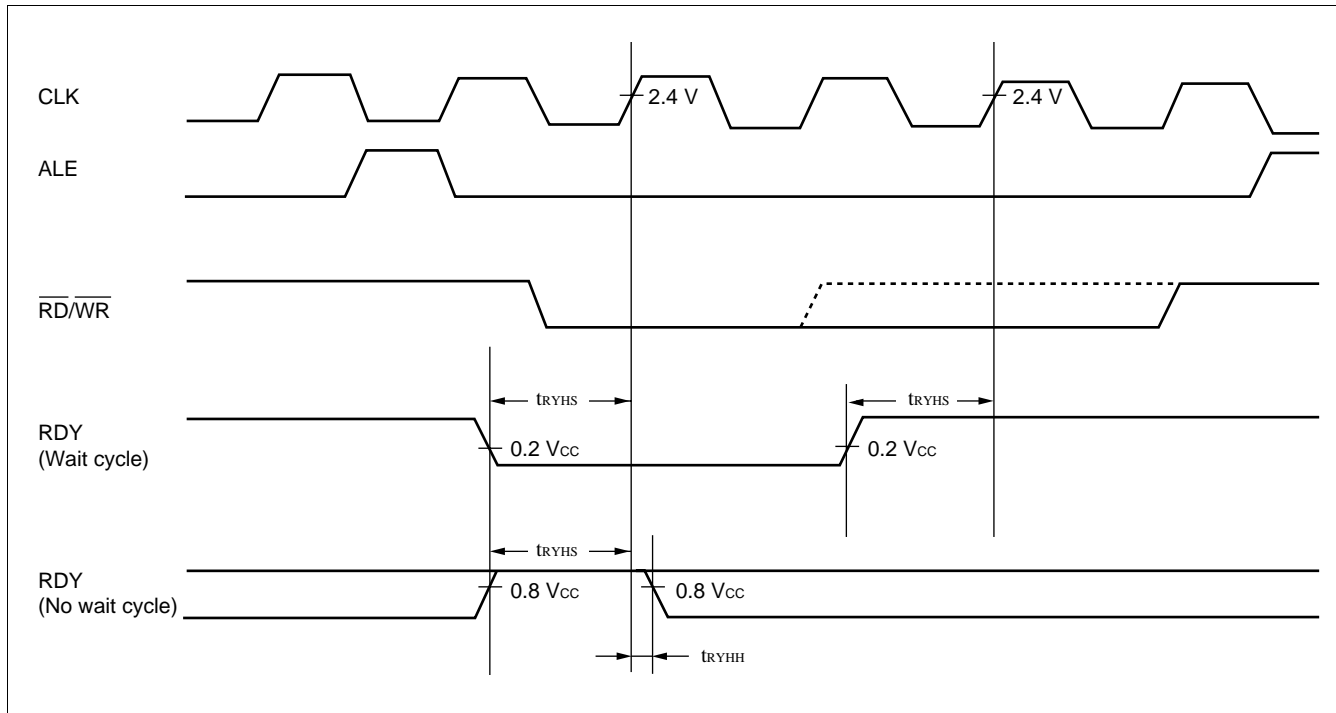 CLK
2.4 V
2.4 V
ALE
RD/WR
tRYHS
tRYHS
RDY
(Wait cycle)
0.2 VCC
0.2 VCC
tRYHS
RDY
(No wait cycle)
0.8 VCC
0.8 VCC
tRYHH